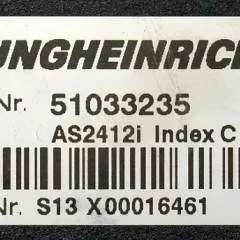 UNGHEINRICH
Nr. 51033235
AS2412i Index C
Nr. S13 X00016461